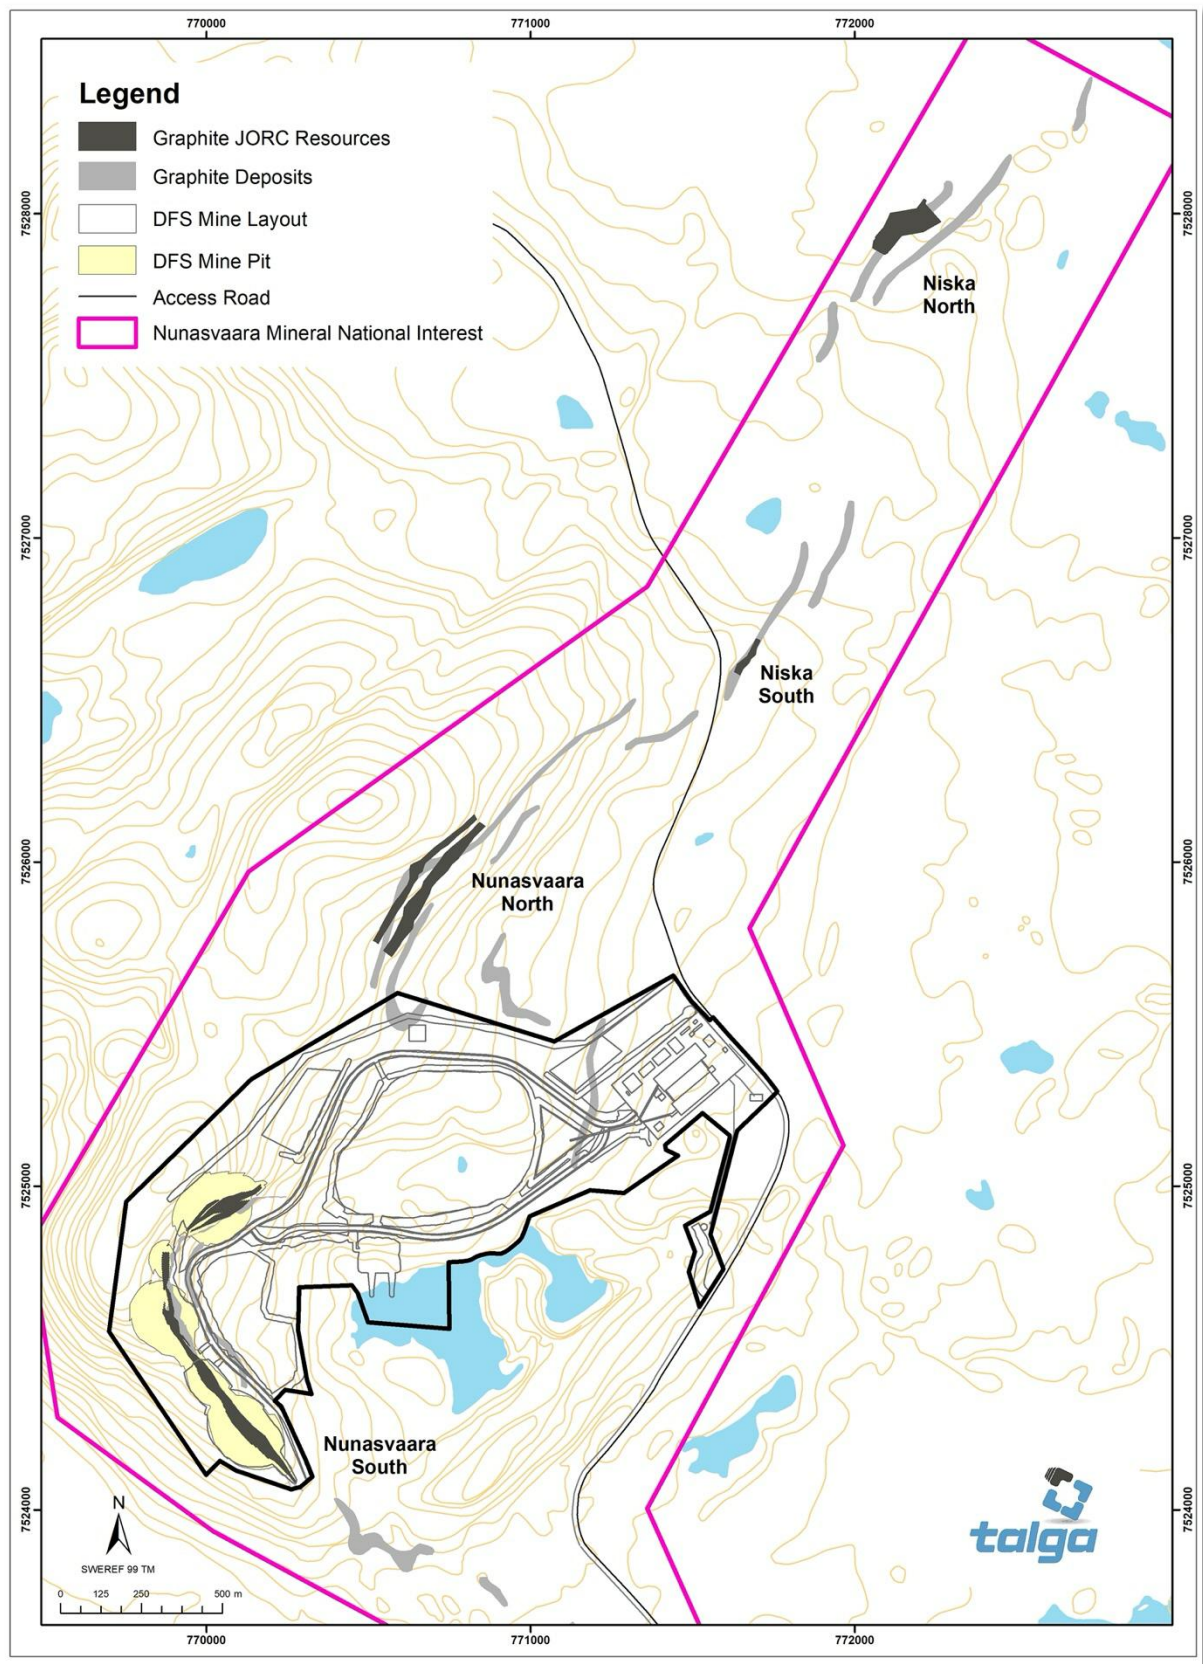 770000
771000
772000
Legend
Graphite JORC Resources
Graphite Deposits
DFS Mine Layout
DFS Mine Pit
Access Road
Nunasvaara Mineral National Interest
7528000
7528000
Niska
North
7527000
7527000
Niska
South
7526000
7526000
Nunasvaara
North
7525000
7525000
Nunasvaara
South
7524000
7524000
N
SWEREF 99 TM
0 125 250 500 m
talga
770000
771000
772000